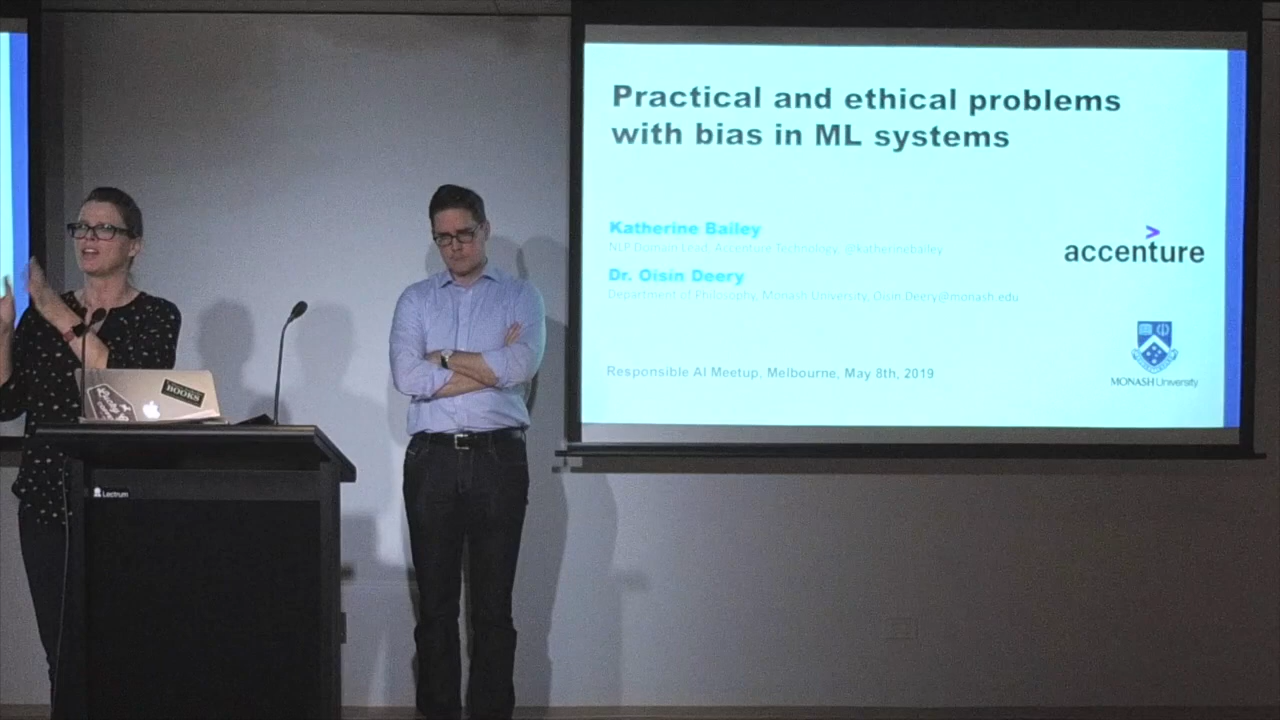 Practical and ethical problems
with bias in ML systems
Katherine Bailey
NLP Domain Lead, Accenture Technology, @katherinebailey
Dr. Oisín Deery
Department of Philosophy, Monash University, Oisin.Deery@monash.edu
Responsible AI Meetup, Melbourne, May 8th, 2019
accenture
MONASH University
BOOKS
Lectrum